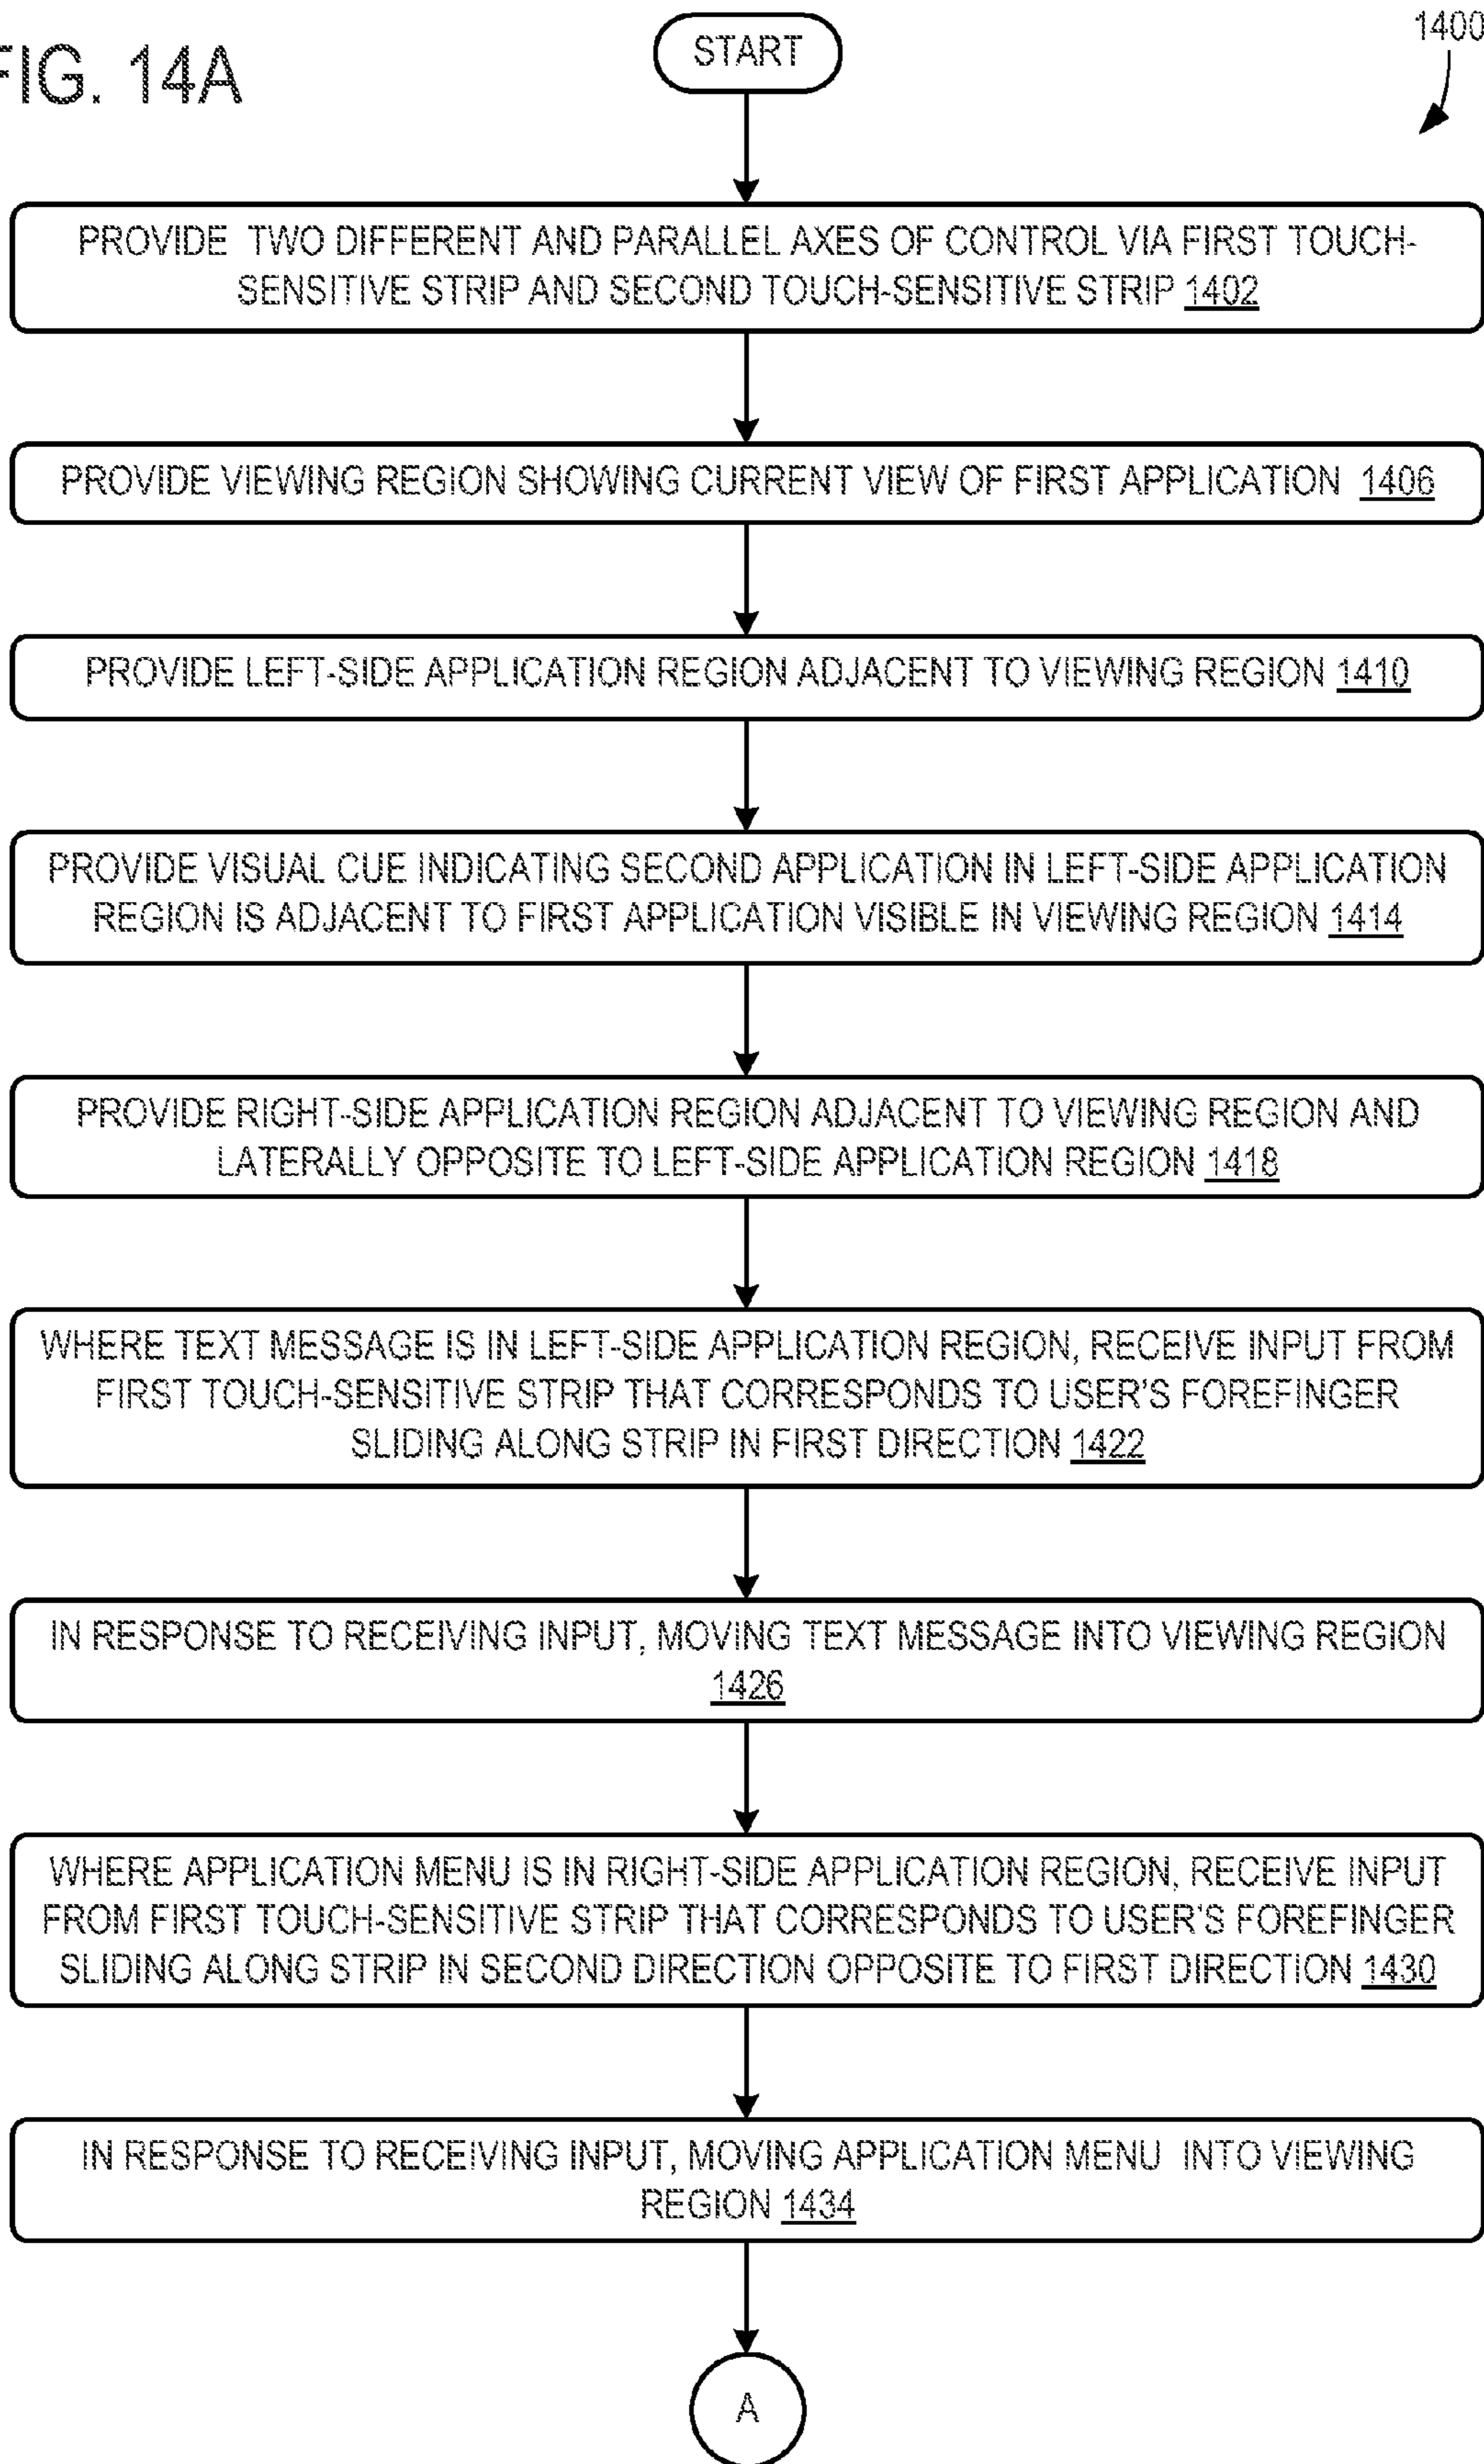 FIG. 14A
START
1400
PROVIDE TWO DIFFERENT AND PARALLEL AXES OF CONTROL VIA FIRST TOUCH-
SENSITIVE STRIP AND SECOND TOUCH-SENSITIVE STRIP 1402
PROVIDE VIEWING REGION SHOWING CURRENT VIEW OF FIRST APPLICATION 1406
PROVIDE LEFT-SIDE APPLICATION REGION ADJACENT TO VIEWING REGION 1410
PROVIDE VISUAL CUE INDICATING SECOND APPLICATION IN LEFT-SIDE APPLICATION
REGION IS ADJACENT TO FIRST APPLICATION VISIBLE IN VIEWING REGION 1414
PROVIDE RIGHT-SIDE APPLICATION REGION ADJACENT TO VIEWING REGION AND
LATERALLY OPPOSITE TO LEFT-SIDE APPLICATION REGION 1418
WHERE TEXT MESSAGE IS IN LEFT-SIDE APPLICATION REGION, RECEIVE INPUT FROM
FIRST TOUCH-SENSITIVE STRIP THAT CORRESPONDS TO USER'S FOREFINGER
SLIDING ALONG STRIP IN FIRST DIRECTION 1422
IN RESPONSE TO RECEIVING INPUT, MOVING TEXT MESSAGE INTO VIEWING REGION
1426
WHERE APPLICATION MENU IS IN RIGHT-SIDE APPLICATION REGION, RECEIVE INPUT
FROM FIRST TOUCH-SENSITIVE STRIP THAT CORRESPONDS TO USER'S FOREFINGER
SLIDING ALONG STRIP IN SECOND DIRECTION OPPOSITE TO FIRST DIRECTION 1430
IN RESPONSE TO RECEIVING INPUT, MOVING APPLICATION MENU INTO VIEWING
REGION 1434
A